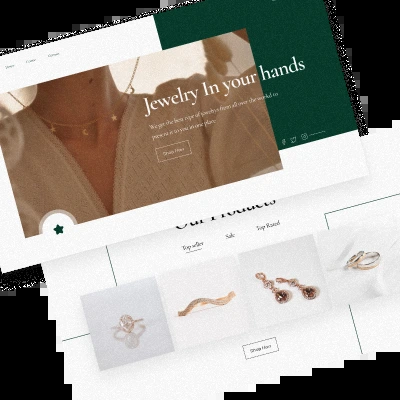 Home
Contact
Jewelry In your hands
We get the best type of jewelry from all over the world to
present it to you in one place.
Shop Now
Our Products
Top seller
Sale
Top Rated
Shop Now